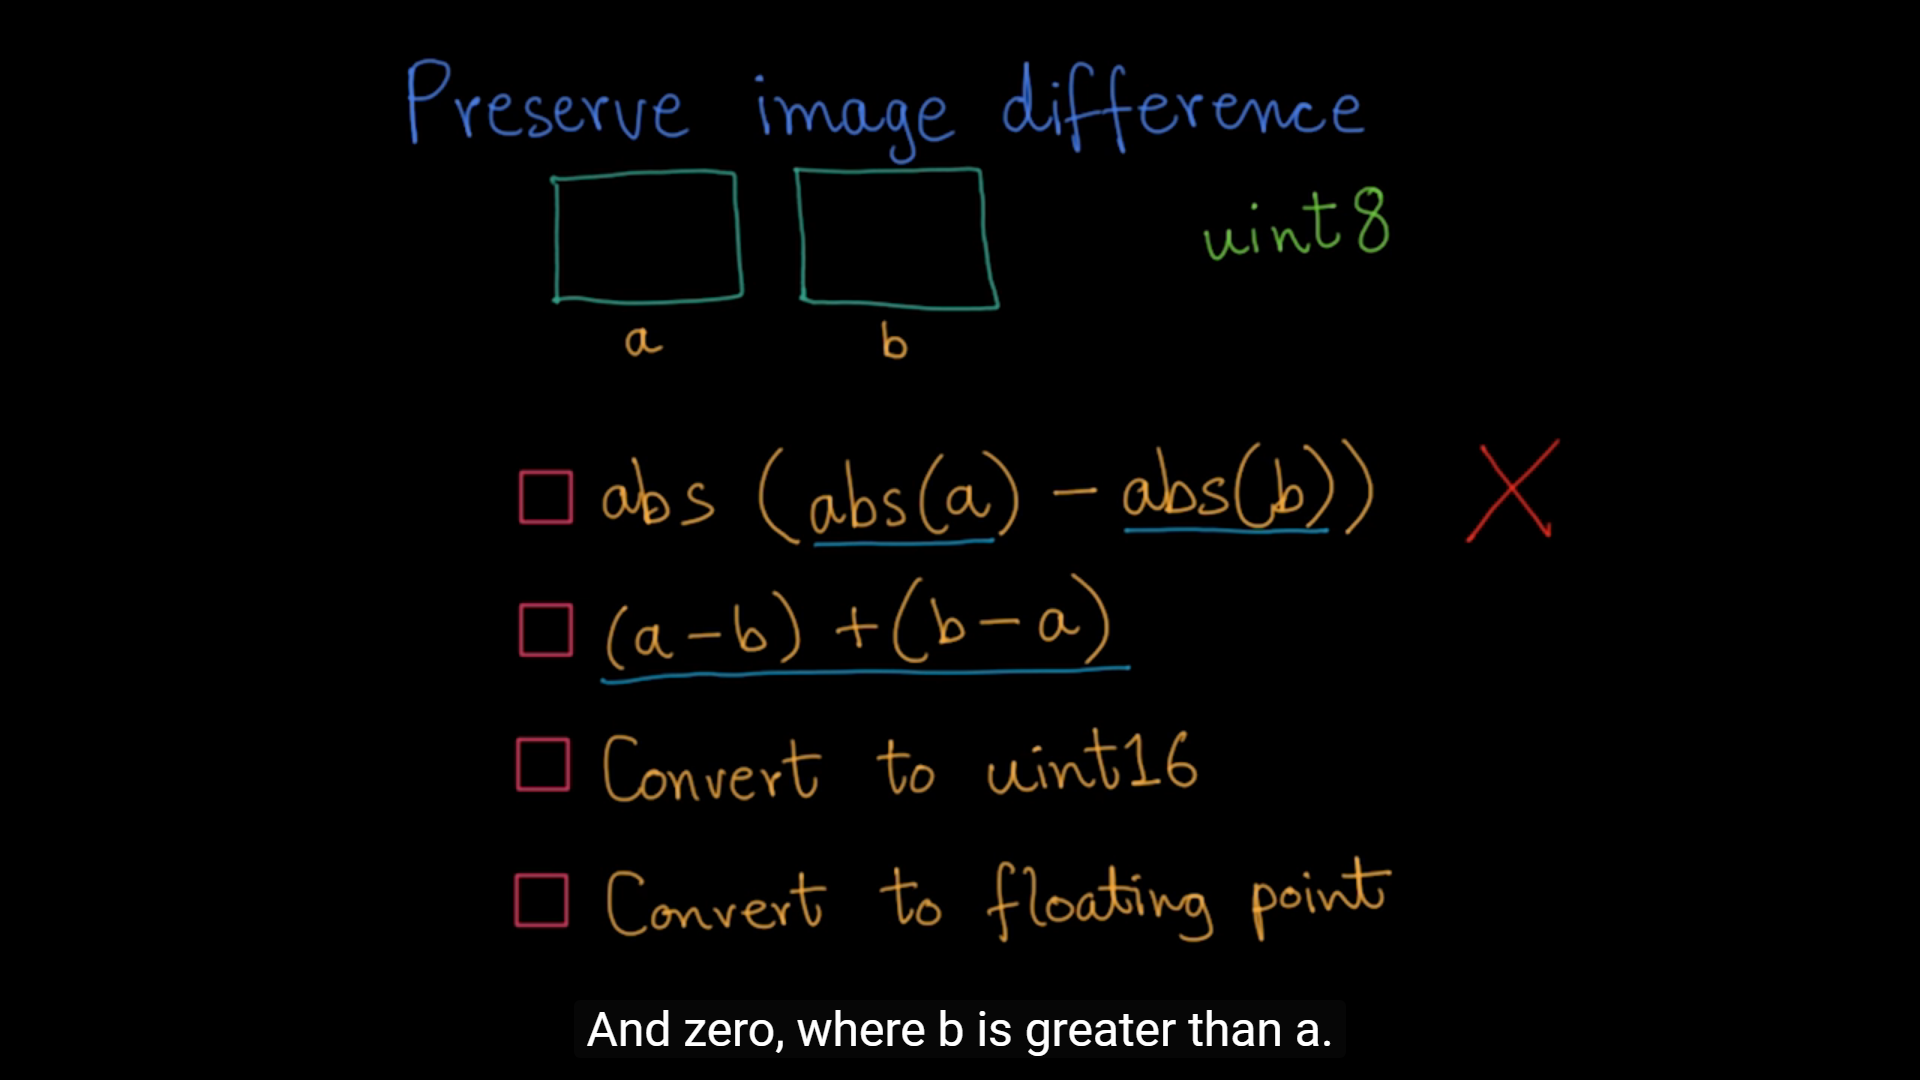 Preserve image difference
uint8
a b
abs (abs(a) - abs(b))
(a-b) + (b-a)
Convert to uint16
Convert to floating point
And zero, where b is greater than a.